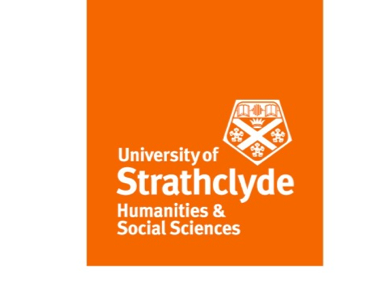 University of
Strathclyde
Humanities &
Social Sciences